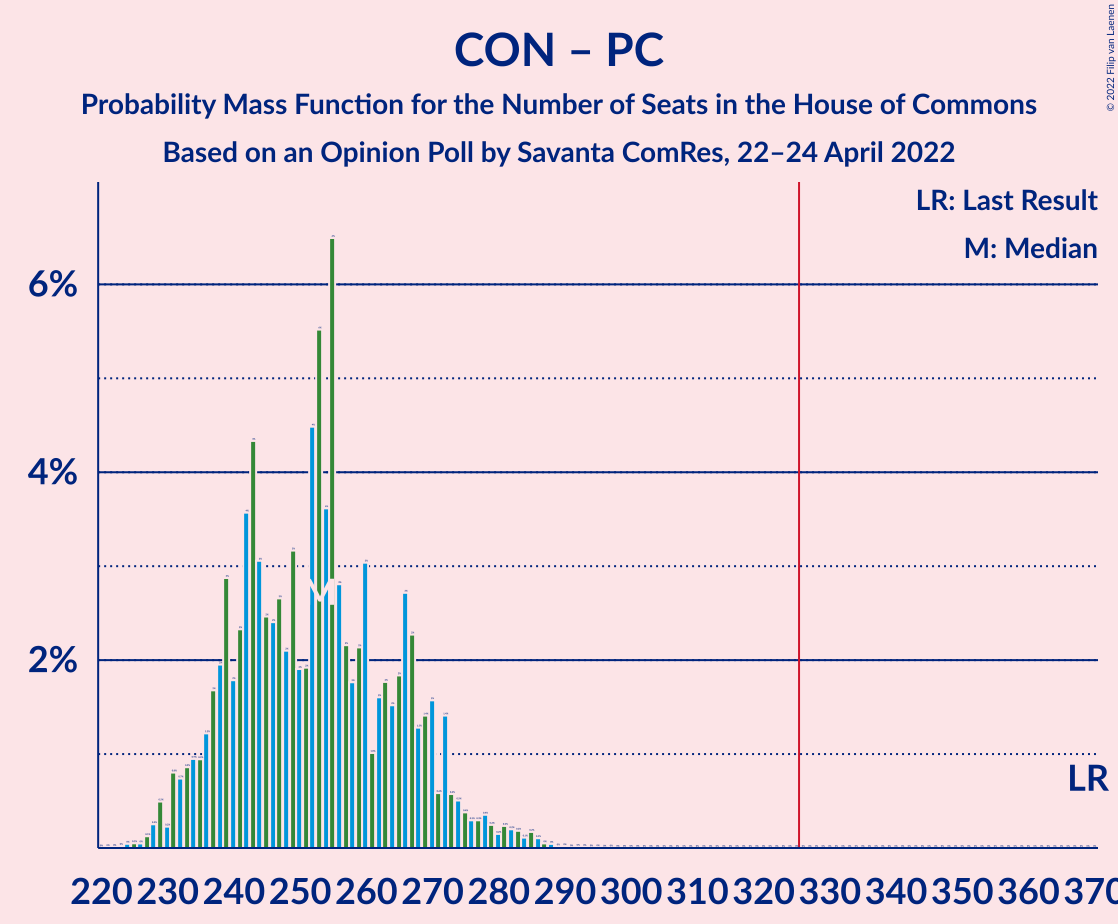 CON – PC
Probability Mass Function for the Number of Seats in the House of Commons
Based on an Opinion Poll by Savanta ComRes, 22–24 April 2022
© 2022 Filip van Laenen
LR: Last Result
M: Median
6%
4%
2%
M
LR
220 230 240 250 260 270 280 290 300 310 320 330 340 350 360 370